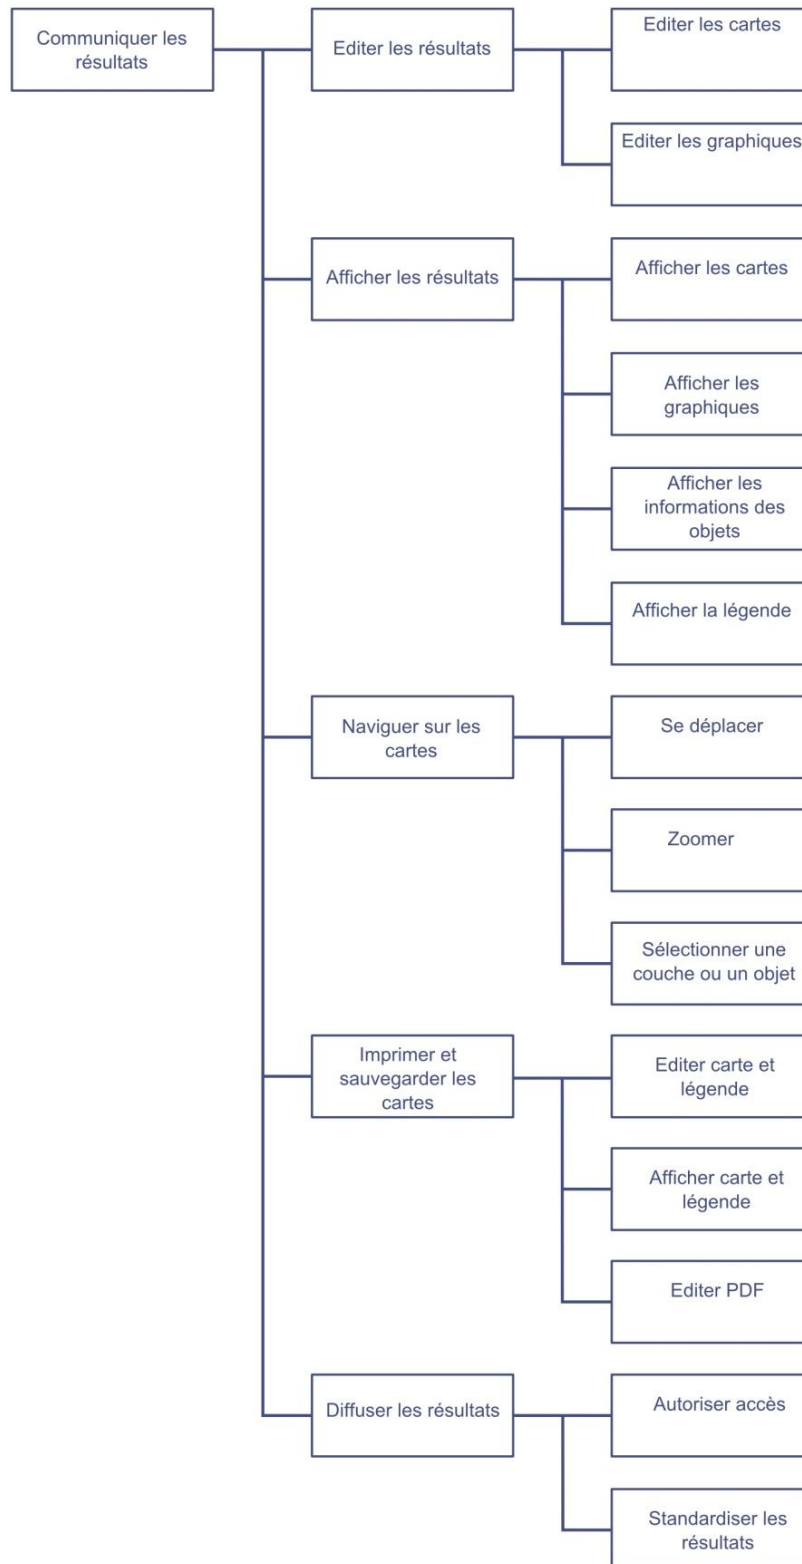 Communiquer les
résultats
Editer les résultats
Editer les cartes
Editer les graphiques
Afficher les résultats
Afficher les cartes
Afficher les
graphiques
Afficher les
informations des
objets
Afficher la légende
Naviguer sur les
cartes
Se déplacer
Zoomer
Sélectionner une
couche ou un objet
Imprimer et
sauvegarder les
cartes
Editer carte et
légende
Afficher carte et
légende
Editer PDF
Diffuser les résultats
Autoriser accès
Standardiser les
résultats